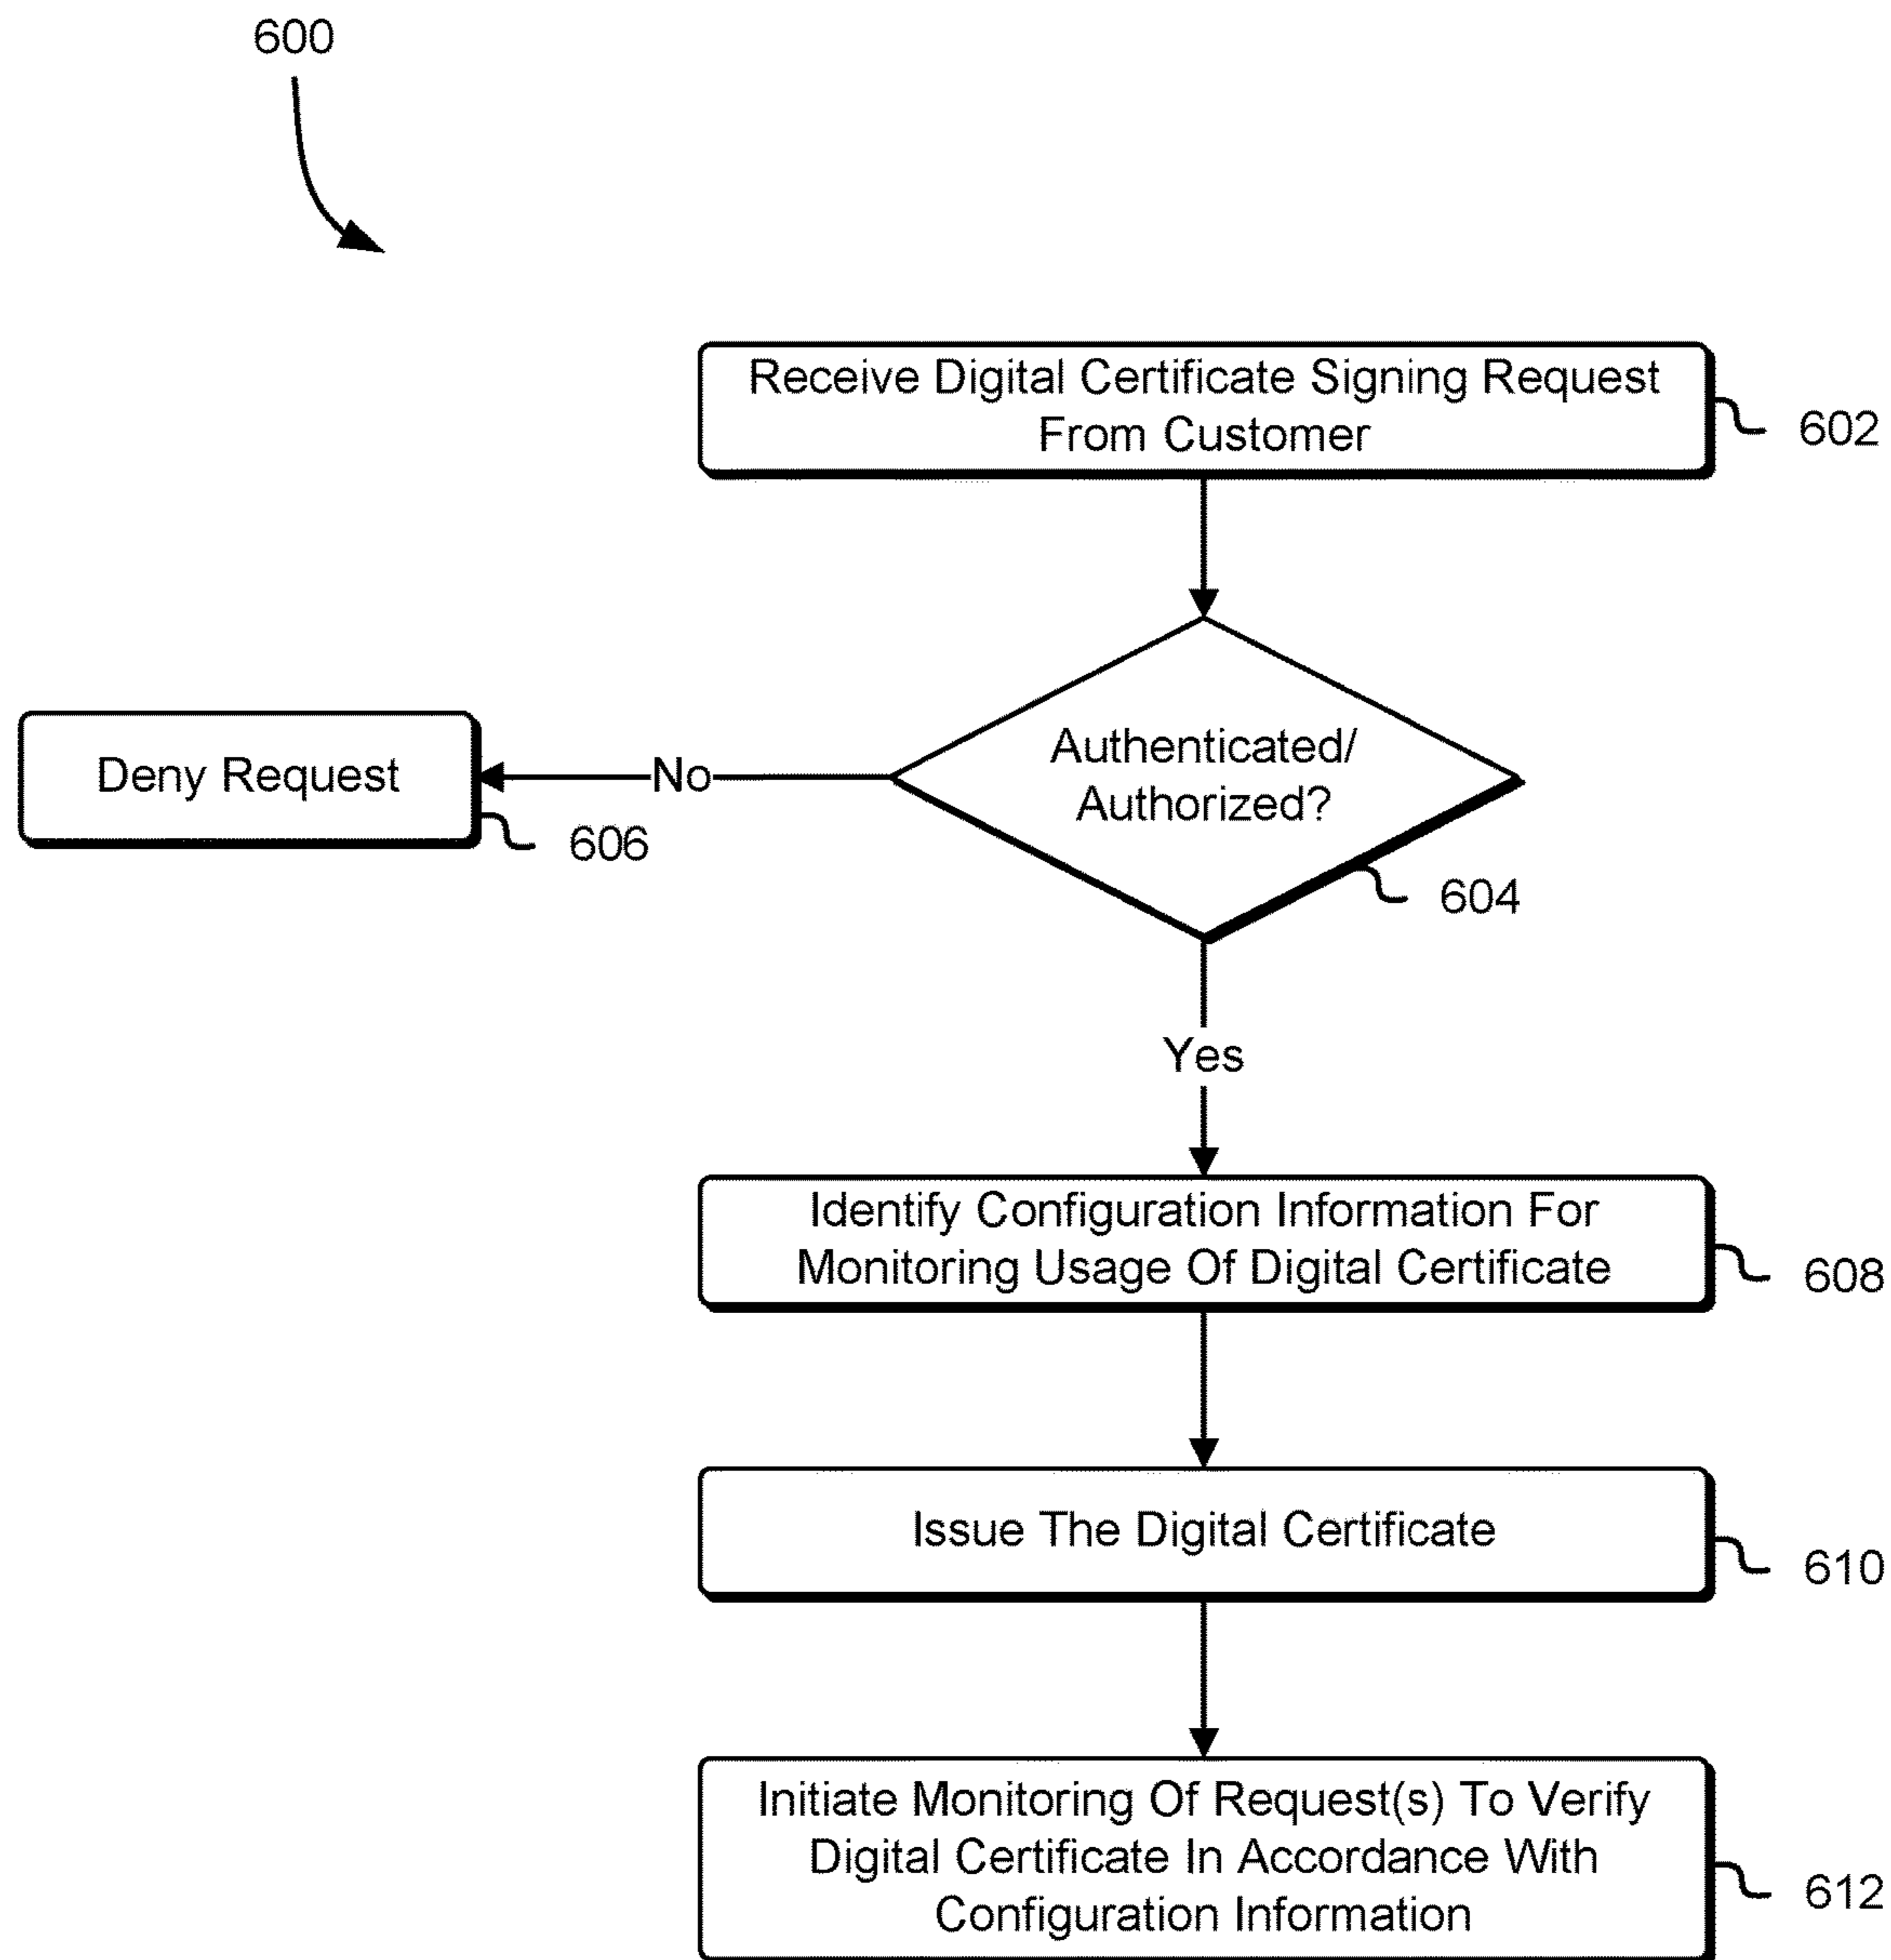 600
Receive Digital Certificate Signing Request
From Customer
602
Authenticated/
Authorized?
604
No
Deny Request
606
Yes
Identify Configuration Information For
Monitoring Usage Of Digital Certificate
608
Issue The Digital Certificate
610
Initiate Monitoring Of Request(s) To Verify
Digital Certificate In Accordance With
Configuration Information
612